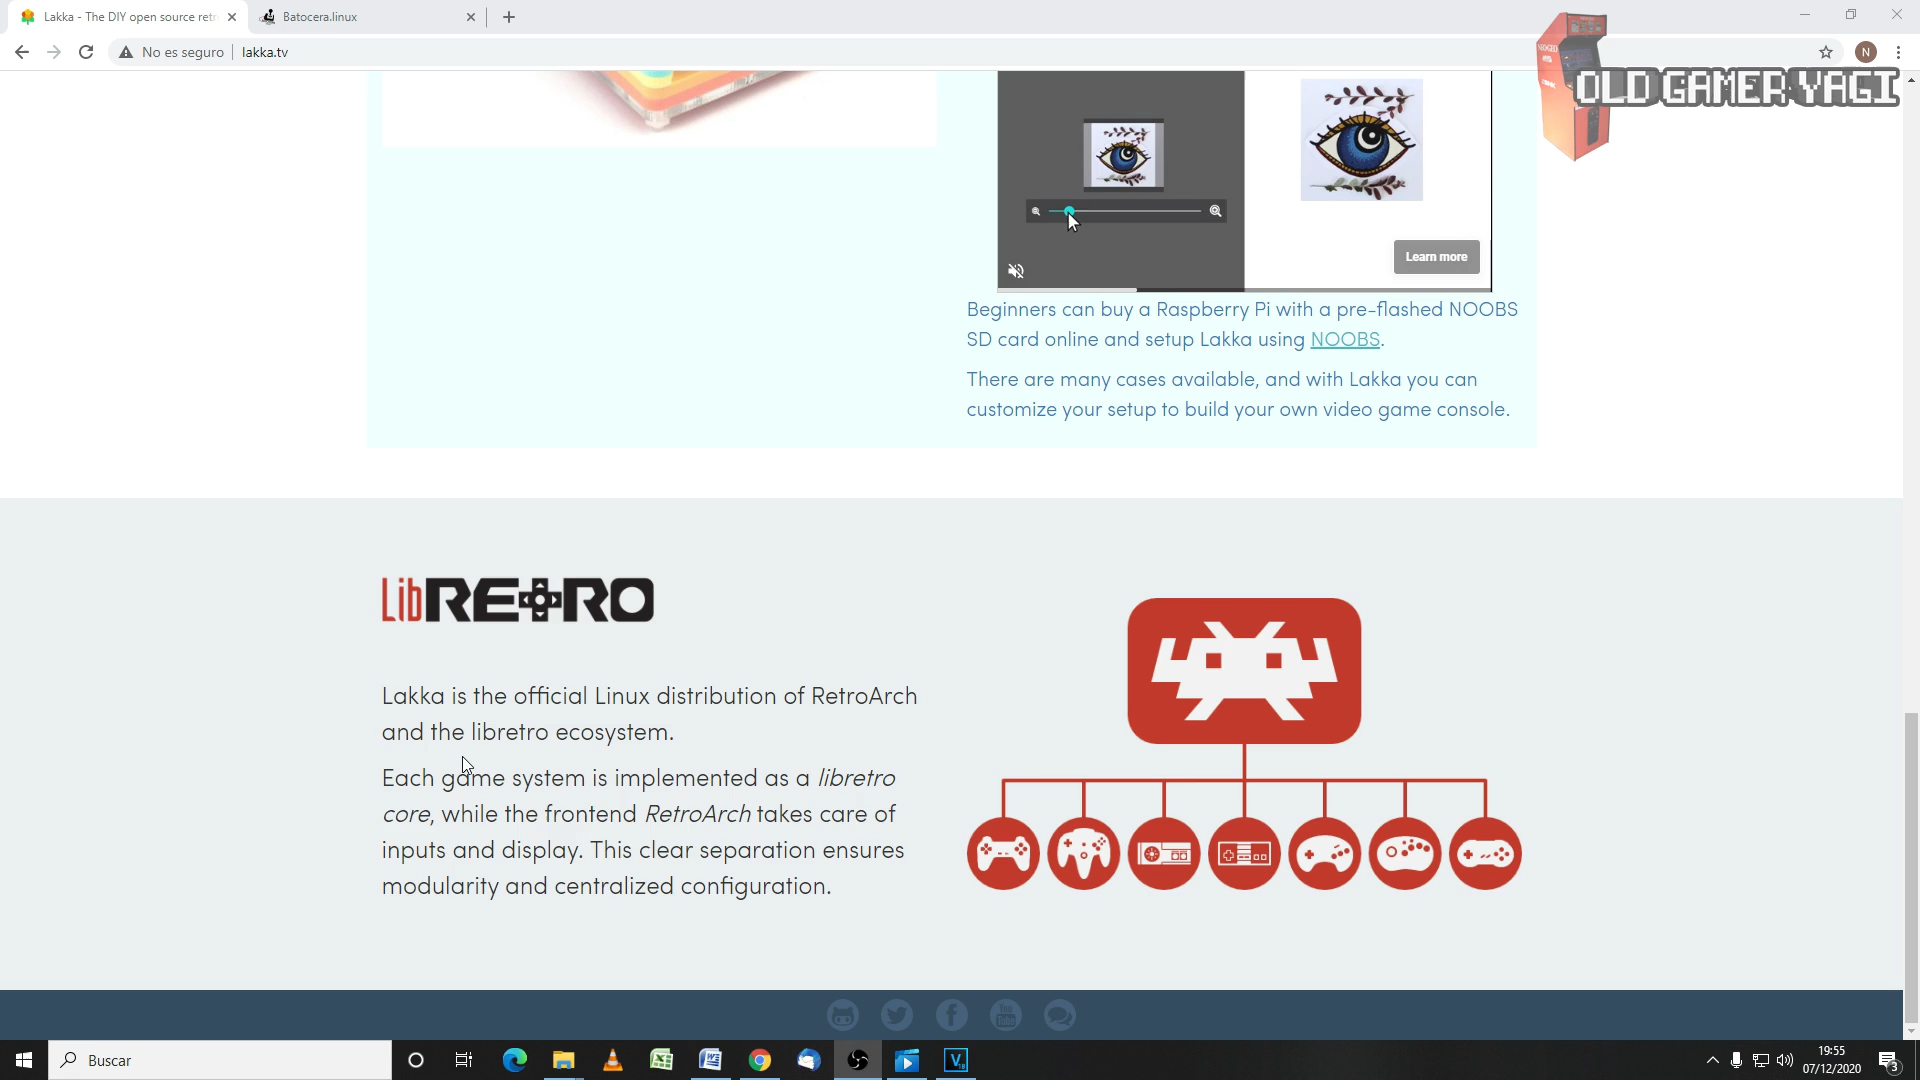 Lakka - The DIY open source retr
Batocera.linux
No es seguro
lakka.tv
N
OLD GAMER YAGI
Learn more
Beginners can buy a Raspberry Pi with a pre-flashed NOOBS
SD card online and setup Lakka using NOOBS.
There are many cases available, and with Lakka you can
customize your setup to build your own video game console.
LibRETRO
Lakka is the official Linux distribution of RetroArch
and the libretro ecosystem.
Each game system is implemented as a libretro
core, while the frontend RetroArch takes care of
inputs and display. This clear separation ensures
modularity and centralized configuration.
You
Tube
Buscar
19:55
07/12/2020
3